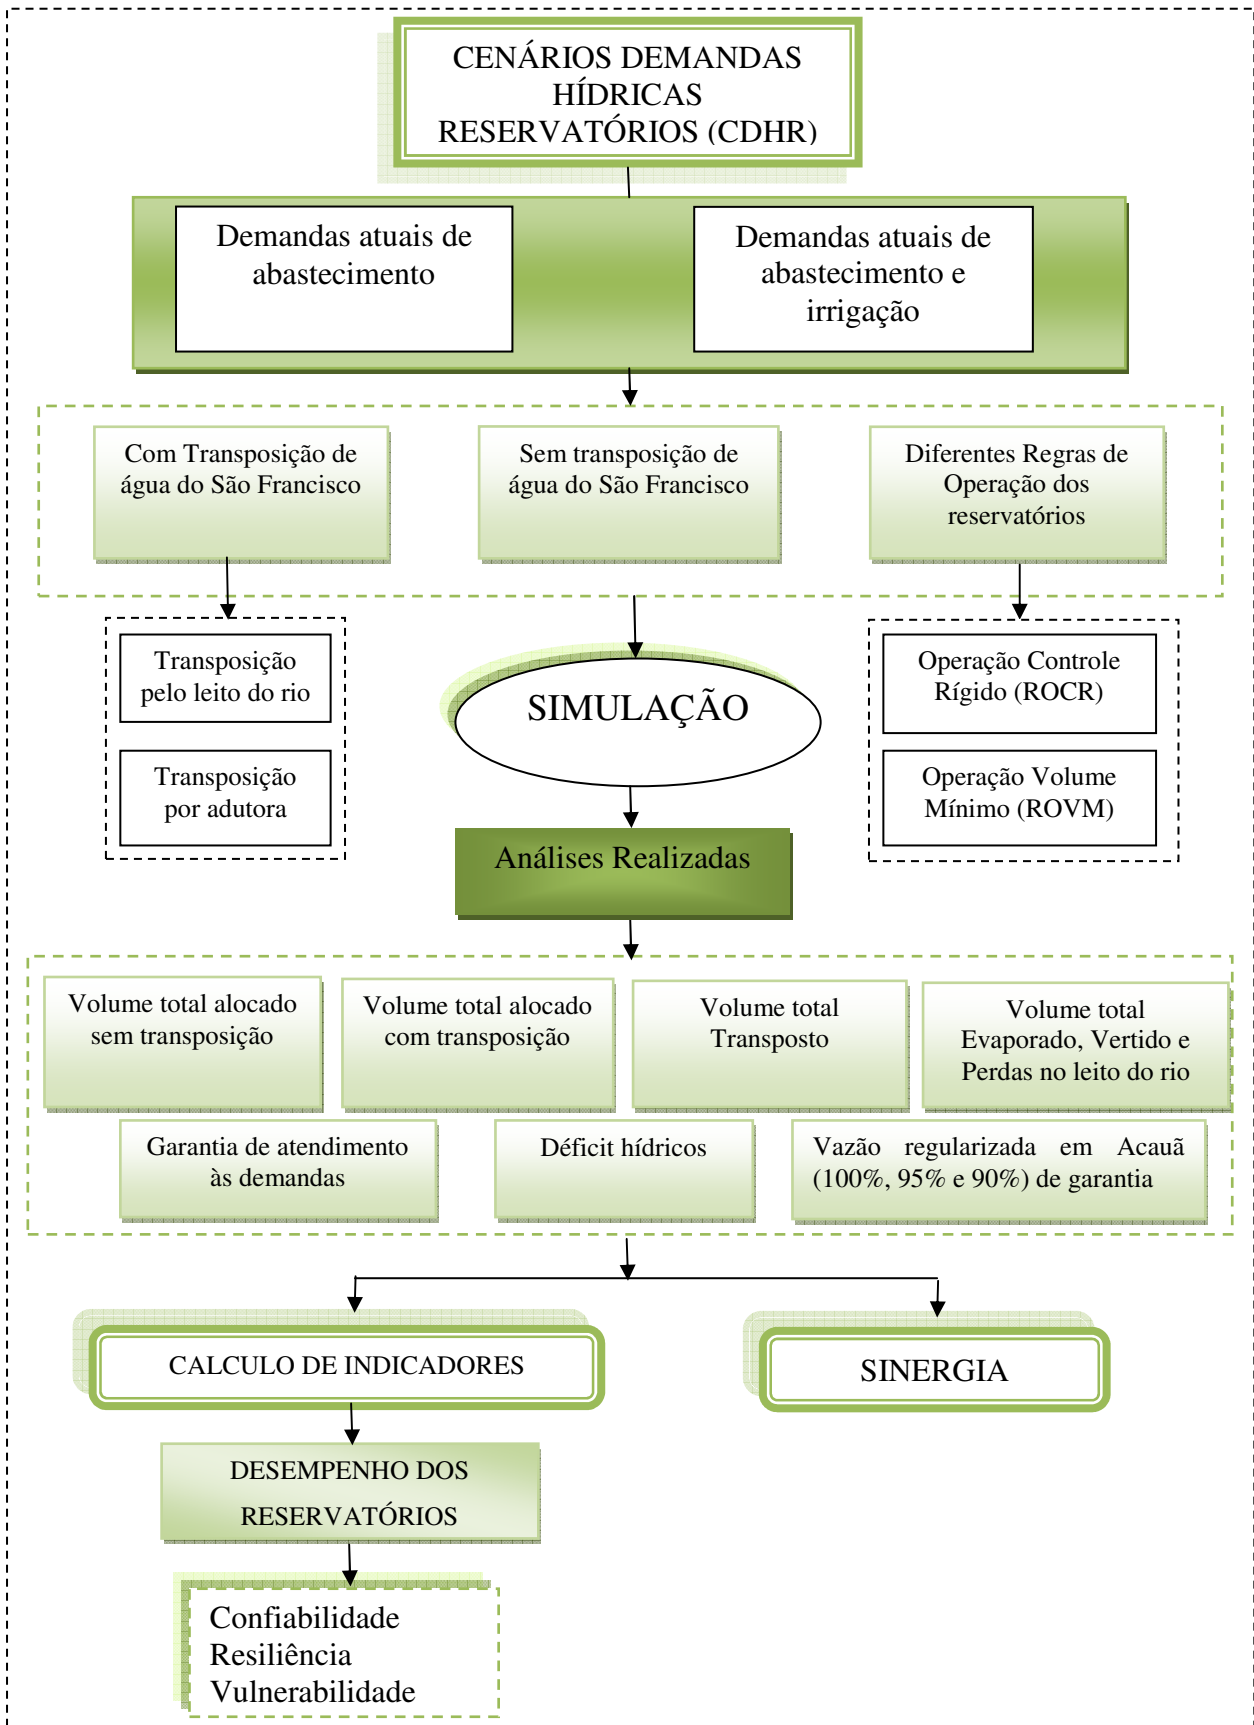 CENÁRIOS DEMANDAS
HÍDRICAS
RESERVATÓRIOS (CDHR)
Demandas atuais de
abastecimento
Demandas atuais de
abastecimento e
irrigação
Com Transposição de
água do São Francisco
Sem transposição de
água do São Francisco
Diferentes Regras de
Operação dos
reservatórios
Transposição
pelo leito do rio
Transposição
por adutora
SIMULAÇÃO
Operação Controle
Rígido (ROCR)
Operação Volume
Mínimo (ROVM)
Análises Realizadas
Volume total alocado
sem transposição
Volume total alocado
com transposição
Volume total
Transposto
Volume total
Evaporado, Vertido e
Perdas no leito do rio
Garantia de atendimento
às demandas
Déficit hídricos
Vazão regularizada em Acauã
(100%, 95% e 90%) de garantia
CALCULO DE INDICADORES
SINERGIA
DESEMPENHO DOS
RESERVATÓRIOS
Confiabilidade
Resiliência
Vulnerabilidade